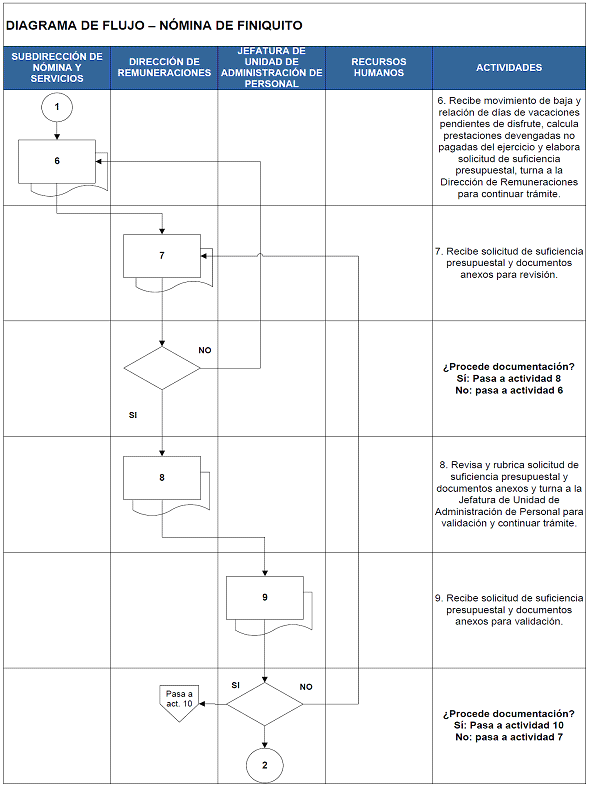 DIAGRAMA DE FLUJO – NÓMINA DE FINIQUITO
SUBDIRECCIÓN DE
NÓMINA Y
SERVICIOS
DIRECCIÓN DE
REMUNERACIONES
JEFATURA DE
UNIDAD DE
ADMINISTRACIÓN DE
PERSONAL
RECURSOS
HUMANOS
ACTIVIDADES
1
6
6. Recibe movimiento de baja y
relación de días de vacaciones
pendientes de disfrute, calcula
prestaciones devengadas no
pagadas del ejercicio y elabora
solicitud de suficiencia
presupuestal, turna a la
Dirección de Remuneraciones
para continuar trámite.
7
7. Recibe solicitud de suficiencia
presupuestal y documentos
anexos para revisión.
NO
SI
¿Procede documentación?
Sí: Pasa a actividad 8
No: pasa a actividad 6
8
8. Revisa y rubrica solicitud de
suficiencia presupuestal y
documentos anexos y turna a la
Jefatura de Unidad de
Administración de Personal para
validación y continuar trámite.
9
9. Recibe solicitud de suficiencia
presupuestal y documentos
anexos para validación.
Pasa a
act. 10
SI
NO
2
¿Procede documentación?
Sí: Pasa a actividad 10
No: pasa a actividad 7